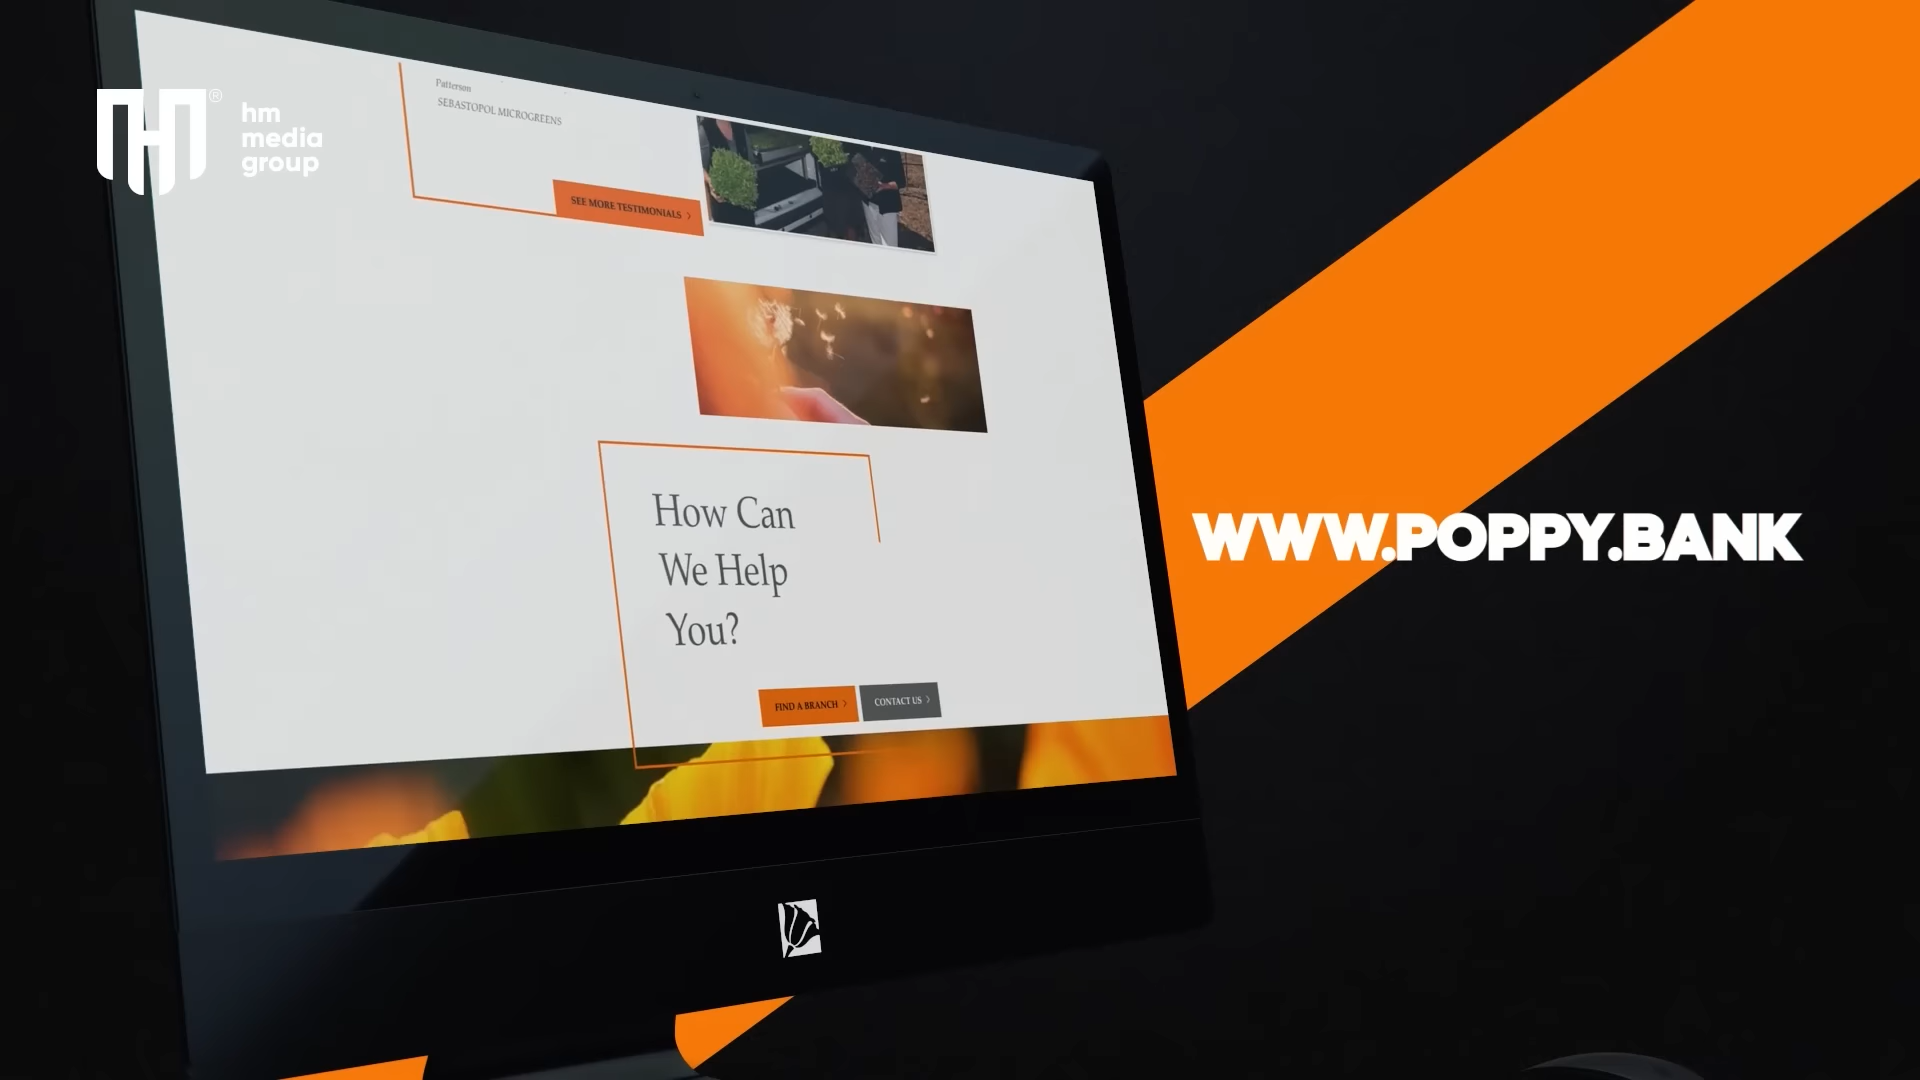 hm
media
group
®
Patterson
SEBASTOPOL MICROGREENS
SEE MORE TESTIMONIALS
How Can
We Help
You?
FIND A BRANCH
CONTACT US
WWW.POPPY.BANK